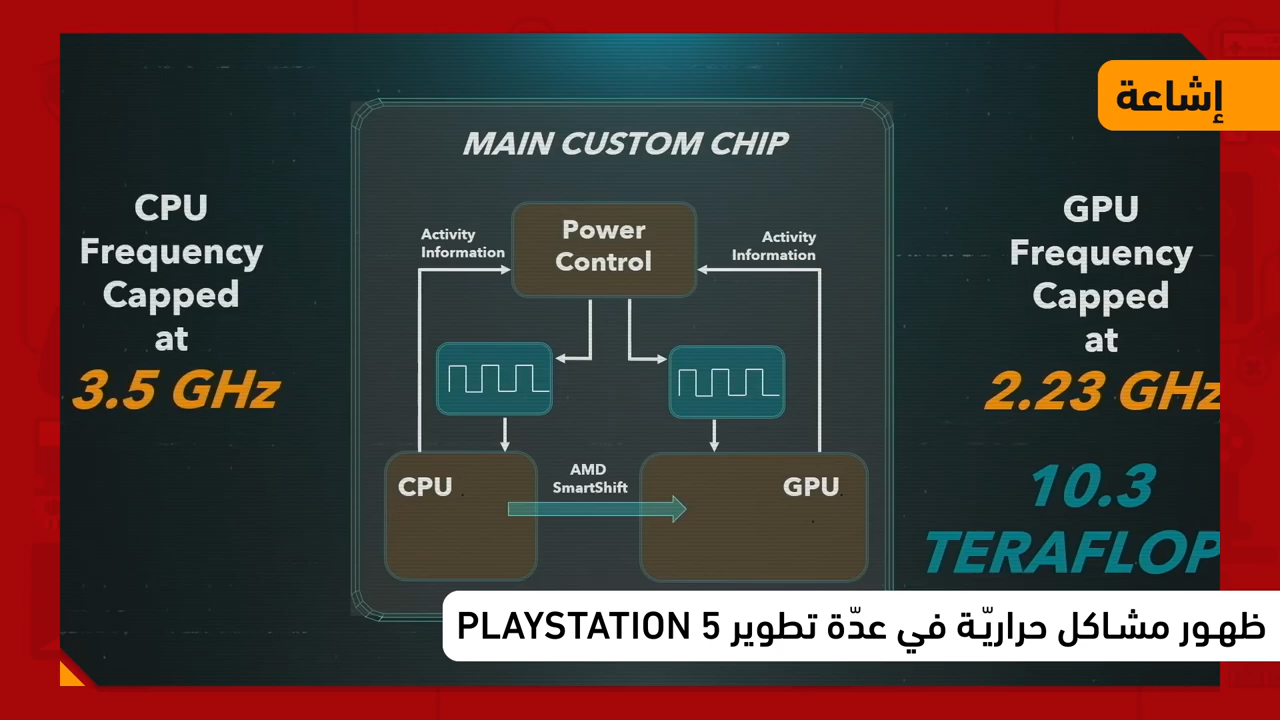 إشاعة
MAIN CUSTOM CHIP
CPU
Frequency
Capped
at
3.5 GHz
Activity
Information
Power
Control
Activity
Information
GPU
Frequency
Capped
at
2.23 GHz
10.3
TERAFLOP
CPU
AMD
SmartShift
GPU
ظهور مشاكل حراريّة في عدّة تطوير PLAYSTATION 5